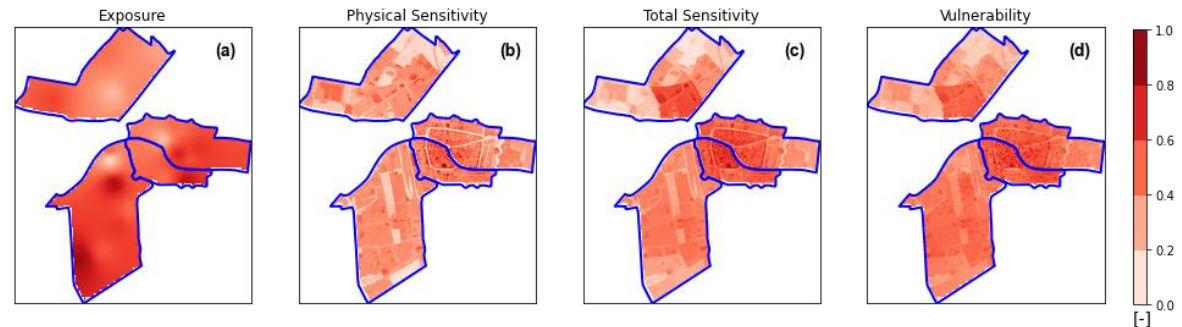 Exposure
Physical Sensitivity
Total Sensitivity
Vulnerability
(a)
(b)
(c)
(d)
1.0
0.8
0.6
0.4
0.2
0.0
[-]